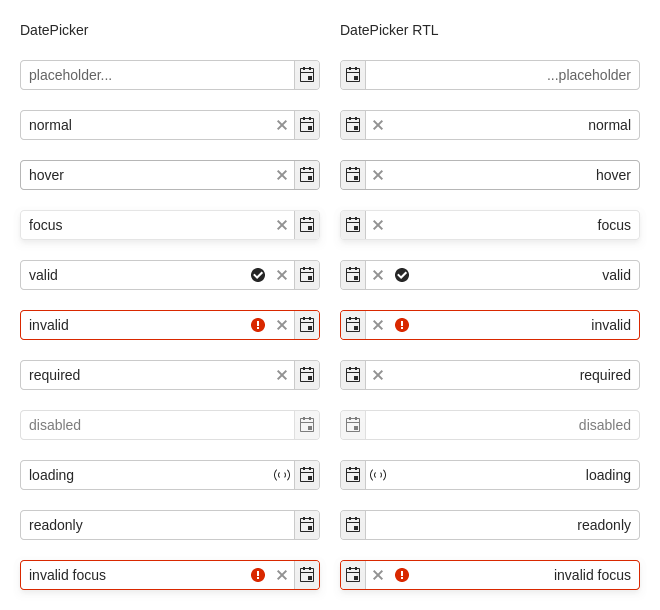 DatePicker
DatePicker RTL
placeholder...
...placeholder
normal
normal
hover
hover
focus
focus
valid
valid
invalid
invalid
required
required
disabled
disabled
loading
loading
readonly
readonly
invalid focus
invalid focus